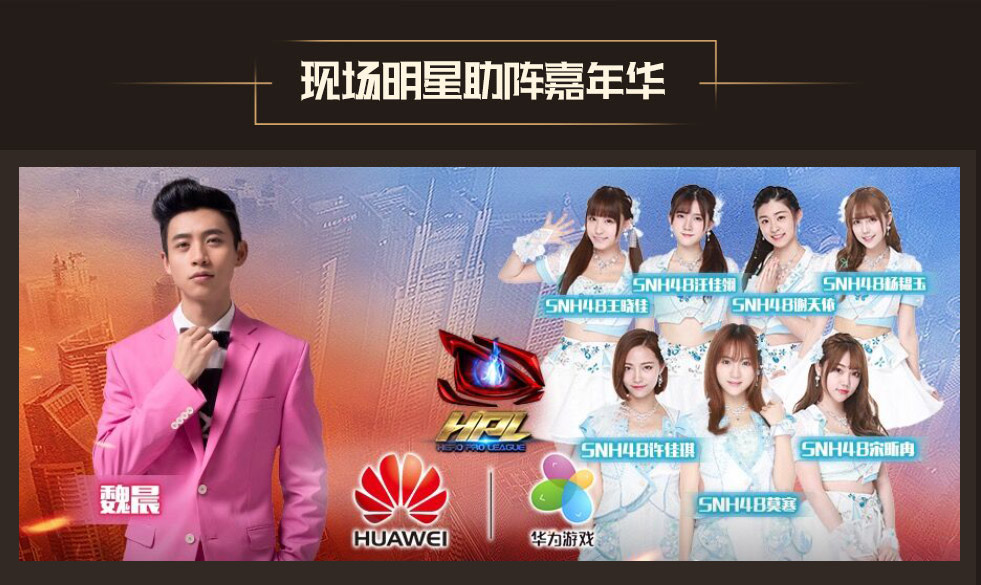 现场明星助阵嘉年华
SNH48王晓佳
SNH48汪佳翎
SNH48谢天依
SNH48杨韫玉
HPL
HERO PRO LEAGUE
SNH48许佳琪
SNH48宋昕冉
SNH48莫寒
魏晨
HUAWEI
华为游戏